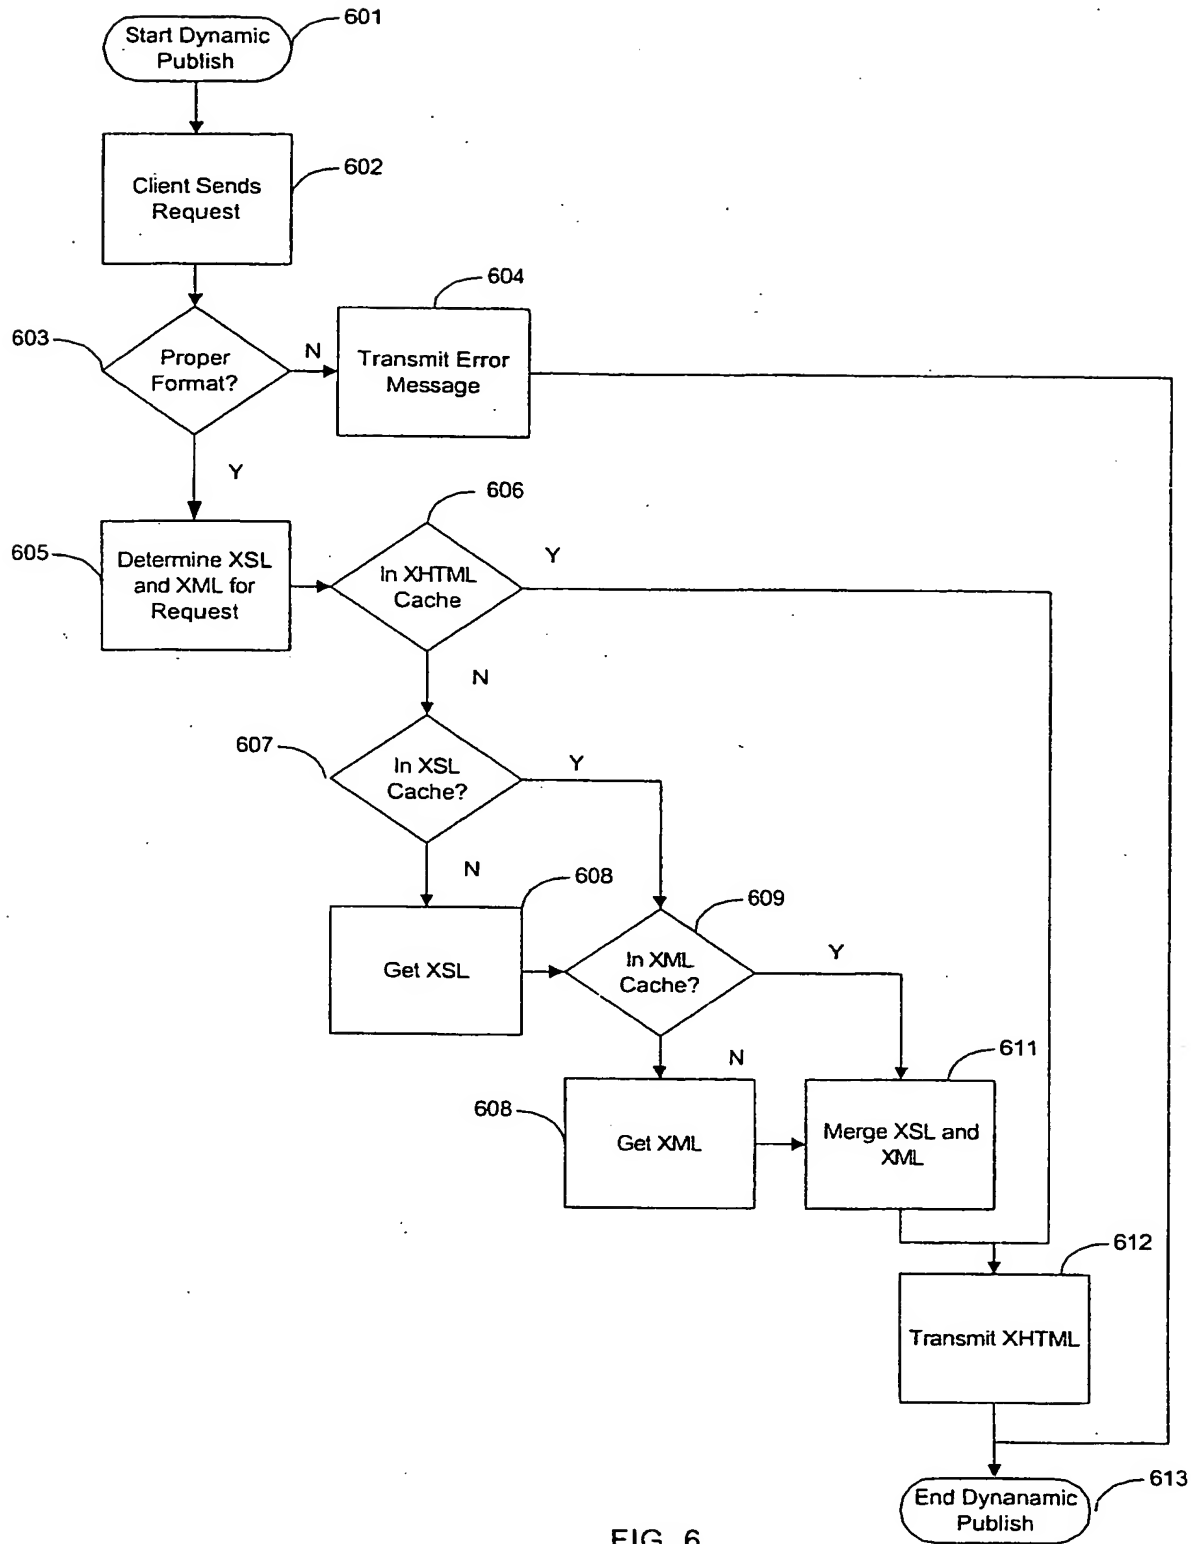 Start Dynamic
Publish
601
Client Sends
Request
602
603
Proper
Format?
N
Transmit Error
Message
604
Y
605
Determine XSL
and XML for
Request
606
In XHTML
Cache
Y
N
607
In XSL
Cache?
Y
N
608
Get XSL
609
In XML
Cache?
Y
N
608
Get XML
611
Merge XSL and
XML
612
Transmit XHTML
End Dynanamic
Publish
613
FIG. 6